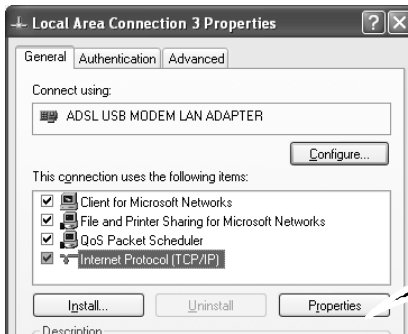 Local Area Connection 3 Properties
General Authentication Advanced
Connect using:
ADSL USB MODEM LAN ADAPTER
Configure...
This connection uses the following items:
Client for Microsoft Networks
File and Printer Sharing for Microsoft Networks
QoS Packet Scheduler
Internet Protocol (TCP/IP)
Install... Uninstall Properties
Description